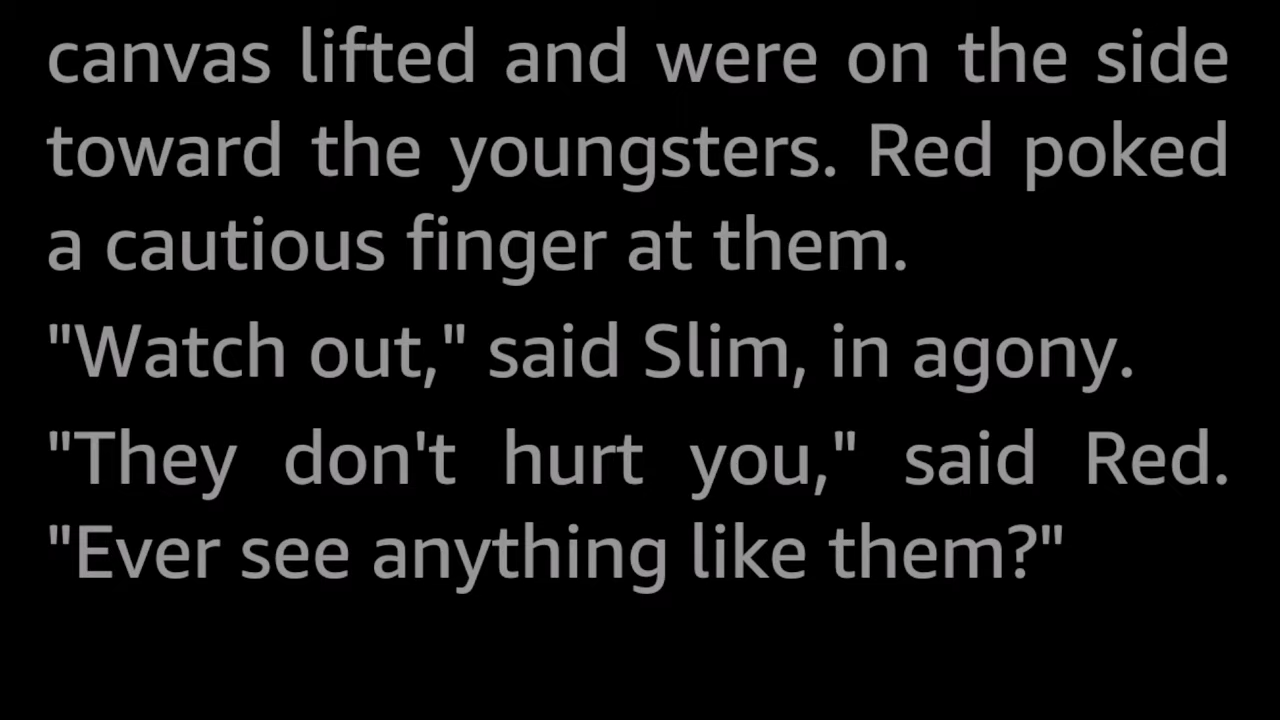 canvas lifted and were on the side
toward the youngsters. Red poked
a cautious finger at them.
"Watch out," said Slim, in agony.
"They don't hurt you," said Red.
"Ever see anything like them?"